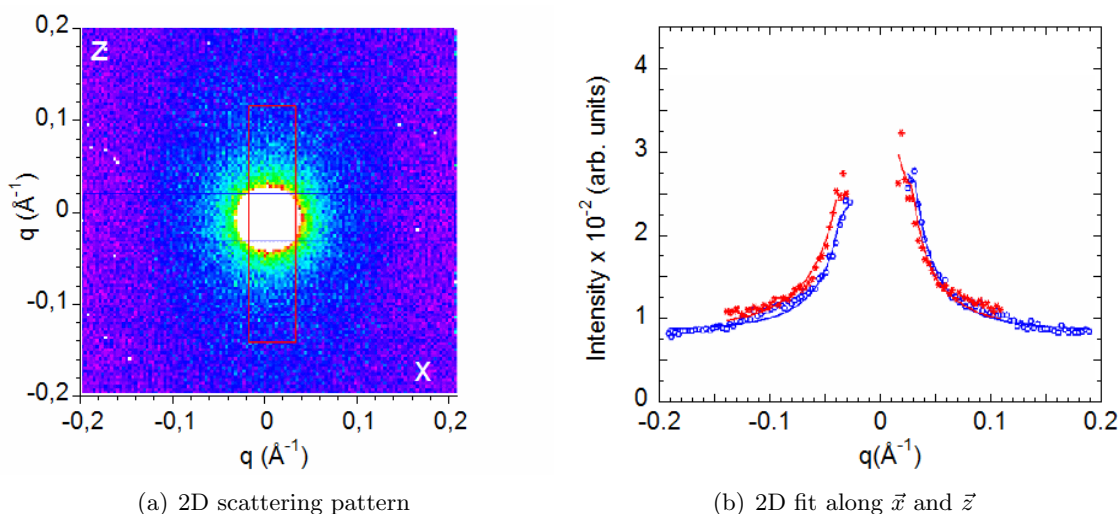 0,2
0,1
0
-0,1
-0,2
q (Å-1)
Z
X
-0,2
-0,1
0
0,1
0,2
q (Å-1)
(a) 2D scattering pattern
4
3
2
1
0
Intensity x 10-2 (arb. units)
-0.2
-0.1
0
0.1
0.2
q(Å-1)
(b) 2D fit along x⃗ and z⃗